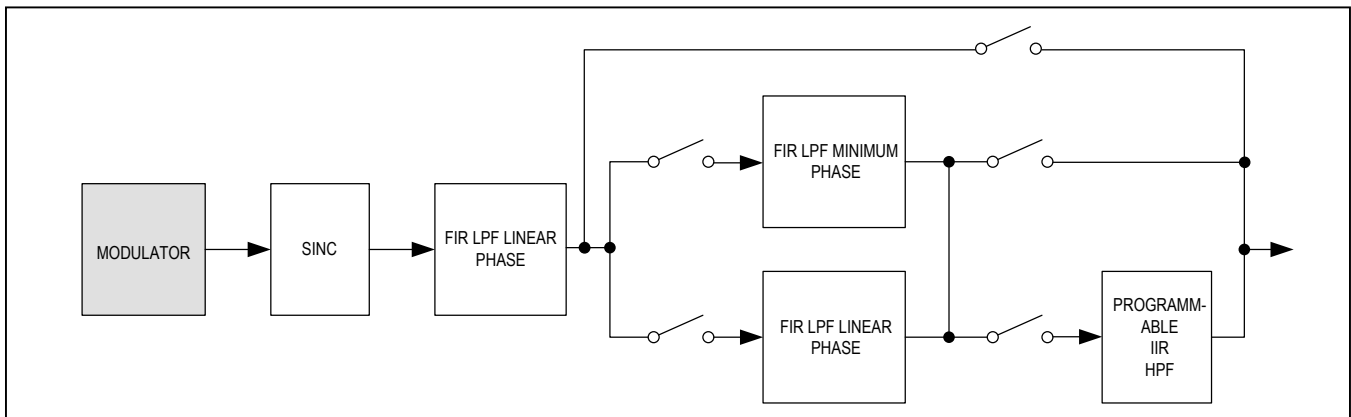 MODULATOR
SINC
FIR LPF LINEAR
PHASE
FIR LPF MINIMUM
PHASE
FIR LPF LINEAR
PHASE
PROGRAMM-
ABLE
IIR
HPF